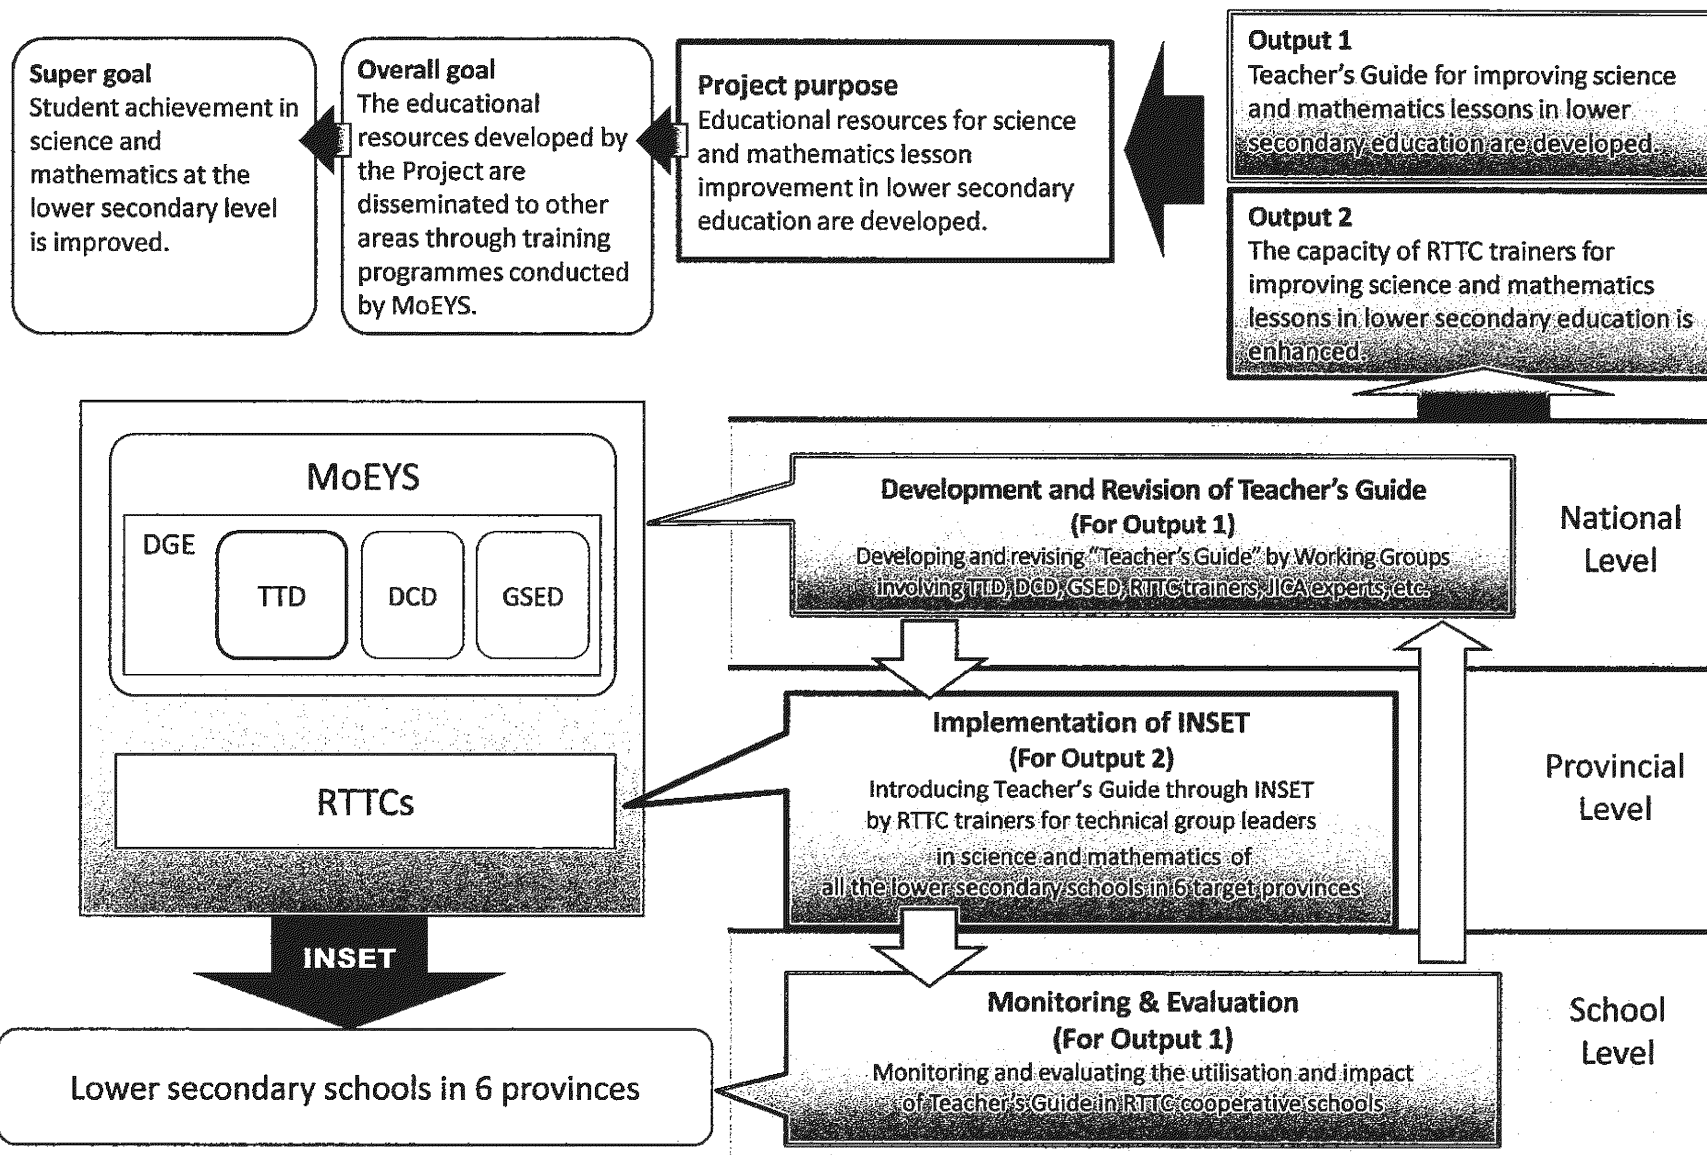 Super goal
Student achievement in
science and
mathematics at the
lower secondary level
is improved.
Overall goal
The educational
resources developed by
the Project are
disseminated to other
areas through training
programmes conducted
by MoEYS.
Project purpose
Educational resources for science
and mathematics lesson
improvement in lower secondary
education are developed.
Output 1
Teacher's Guide for improving science
and mathematics lessons in lower
secondary education are developed.
Output 2
The capacity of RTTC trainers for
improving science and mathematics
lessons in lower secondary education is
enhanced.
MoEYS
DGE
TTD
DCD
GSED
RTTCs
INSET
Lower secondary schools in 6 provinces
Development and Revision of Teacher's Guide
(For Output 1)
Developing and revising "Teacher's Guide" by Working Groups
involving TTD, DCD, GSED, RTTC trainers, JICA experts, etc.
National
Level
Implementation of INSET
(For Output 2)
Introducing Teacher's Guide through INSET
by RTTC trainers for technical group leaders
in science and mathematics of
all the lower secondary schools in 6 target provinces
Provincial
Level
Monitoring & Evaluation
(For Output 1)
Monitoring and evaluating the utilisation and impact
of Teacher's Guide in RTTC cooperative schools
School
Level